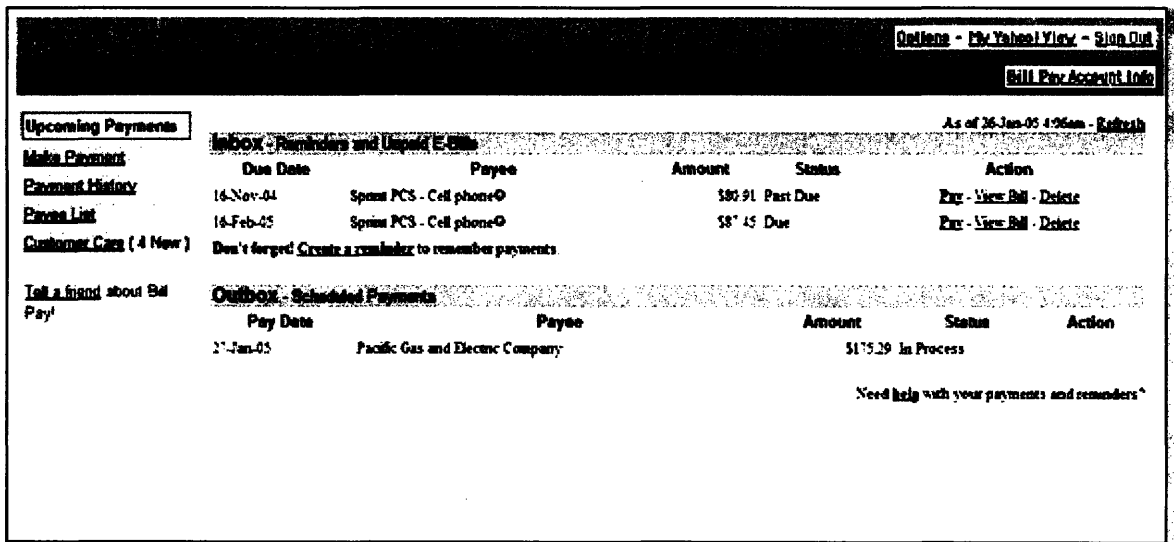 Options - My Yahoo! View - Sign Out
Bill Pay Account Info
Upcoming Payments
Make Payment
Payment History
Payee List
Customer Care ( 4 New )
Tell a friend about Bill
Pay!
As of 26-Jan-05 4:06am - Refresh
Inbox - Reminders and Unpaid E-Bills
Due Date Payee Amount Status Action
16-Nov-04 Sprint PCS - Cell phone $80.91 Past Due Pay - View Bill - Delete
16-Feb-05 Sprint PCS - Cell phone $87.45 Due Pay - View Bill - Delete
Don't forget! Create a reminder to remember payments.
Outbox - Scheduled Payments
Pay Date Payee Amount Status Action
27-Jan-05 Pacific Gas and Electric Company $175.29 In Process
Need help with your payments and reminders?